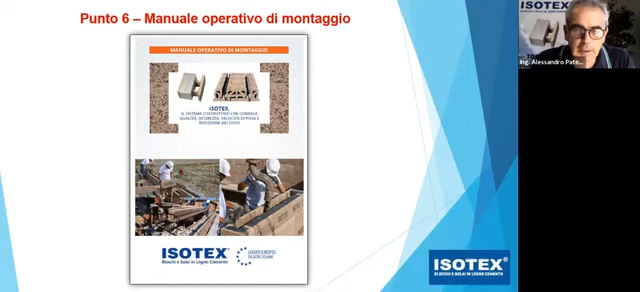 Punto 6 – Manuale operativo di montaggio
MANUALE OPERATIVO DI MONTAGGIO
ISOTEX,
IL SISTEMA COSTRUTTIVO CHE CONIUGA
QUALITÀ, SICUREZZA, VELOCITÀ DI POSA E
RIDUZIONE DEI COSTI
ISOTEX®
Blocchi e Solai in Legno Cemento
LEADER EUROPEO
ISOTEX®
BLOCCHI E SOLAI IN LEGNO CEMENTO
ISOTEX
Ing. Alessandro Pate...